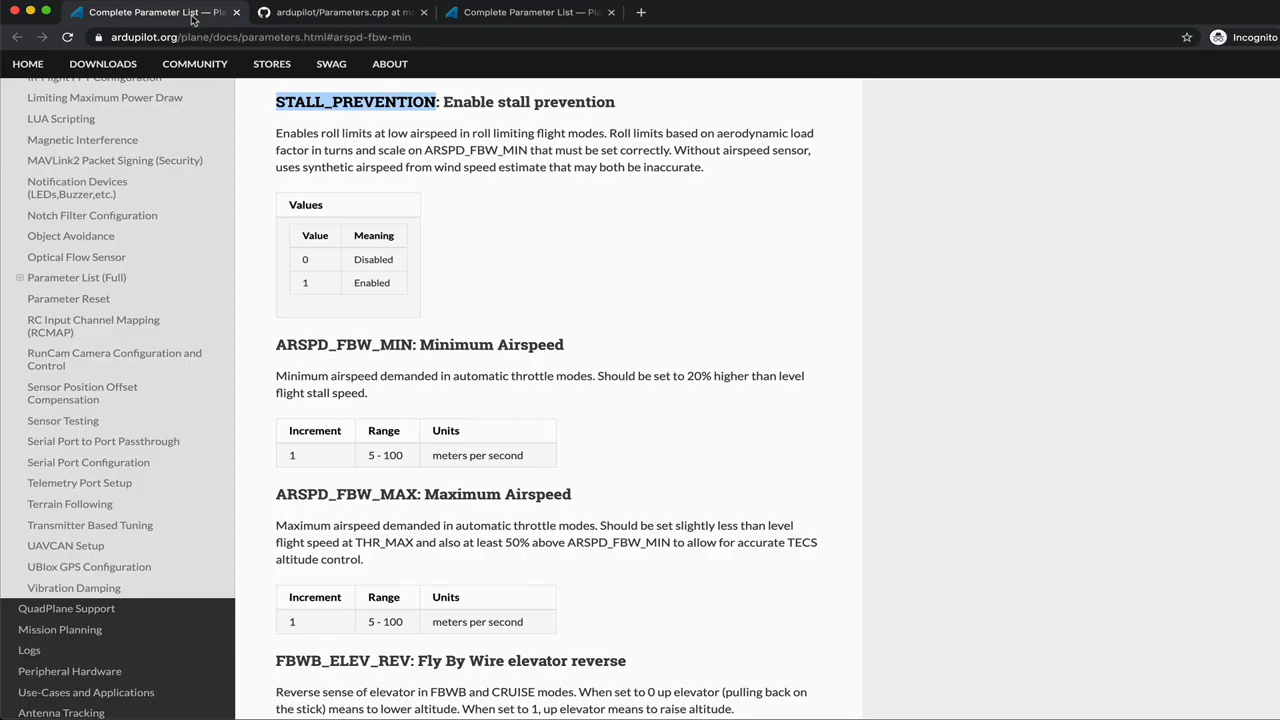 Complete Parameter List — Pla
ardupilot/Parameters.cpp at m
Complete Parameter List — Pla
ardupilot.org/plane/docs/parameters.html#arspd-fbw-min
Incognito
HOME DOWNLOADS COMMUNITY STORES SWAG ABOUT
In-Flight FFT Configuration
Limiting Maximum Power Draw
LUA Scripting
Magnetic Interference
MAVLink2 Packet Signing (Security)
Notification Devices
(LEDs,Buzzer,etc.)
Notch Filter Configuration
Object Avoidance
Optical Flow Sensor
Parameter List (Full)
Parameter Reset
RC Input Channel Mapping
(RCMAP)
RunCam Camera Configuration and
Control
Sensor Position Offset
Compensation
Sensor Testing
Serial Port to Port Passthrough
Serial Port Configuration
Telemetry Port Setup
Terrain Following
Transmitter Based Tuning
UAVCAN Setup
UBlox GPS Configuration
Vibration Damping
QuadPlane Support
Mission Planning
Logs
Peripheral Hardware
Use-Cases and Applications
Antenna Tracking
STALL_PREVENTION: Enable stall prevention
Enables roll limits at low airspeed in roll limiting flight modes. Roll limits based on aerodynamic load
factor in turns and scale on ARSPD_FBW_MIN that must be set correctly. Without airspeed sensor,
uses synthetic airspeed from wind speed estimate that may both be inaccurate.
Values
Value Meaning
0 Disabled
1 Enabled
ARSPD_FBW_MIN: Minimum Airspeed
Minimum airspeed demanded in automatic throttle modes. Should be set to 20% higher than level
flight stall speed.
Increment Range Units
1 5 - 100 meters per second
ARSPD_FBW_MAX: Maximum Airspeed
Maximum airspeed demanded in automatic throttle modes. Should be set slightly less than level
flight speed at THR_MAX and also at least 50% above ARSPD_FBW_MIN to allow for accurate TECS
altitude control.
Increment Range Units
1 5 - 100 meters per second
FBWB_ELEV_REV: Fly By Wire elevator reverse
Reverse sense of elevator in FBWB and CRUISE modes. When set to 0 up elevator (pulling back on
the stick) means to lower altitude. When set to 1, up elevator means to raise altitude.